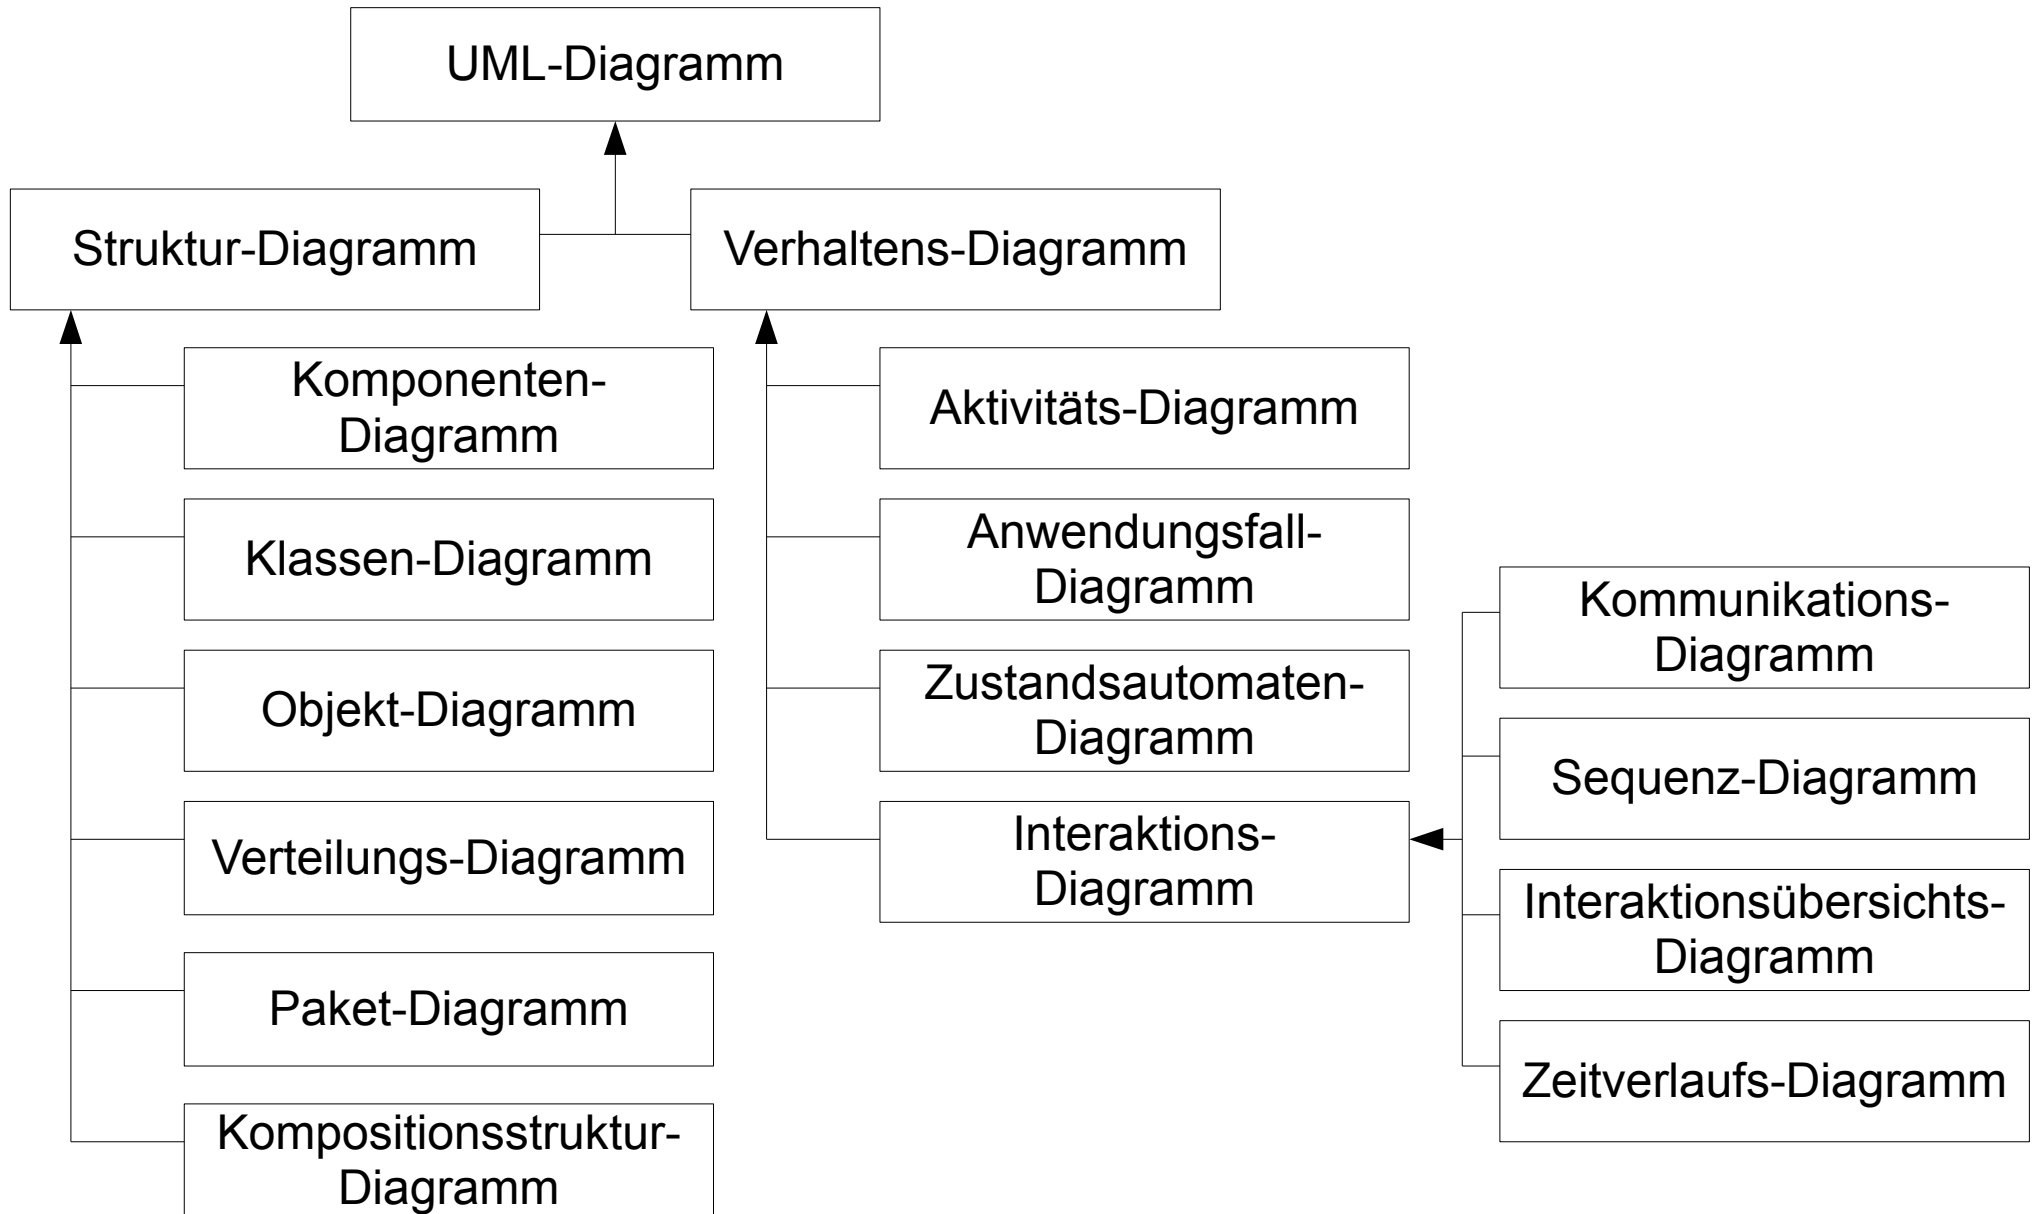 UML-Diagramm
Struktur-Diagramm
Verhaltens-Diagramm
Komponenten-
Diagramm
Klassen-Diagramm
Objekt-Diagramm
Verteilungs-Diagramm
Paket-Diagramm
Kompositionsstruktur-
Diagramm
Aktivitäts-Diagramm
Anwendungsfall-
Diagramm
Zustandsautomaten-
Diagramm
Interaktions-
Diagramm
Kommunikations-
Diagramm
Sequenz-Diagramm
Interaktionsübersichts-
Diagramm
Zeitverlaufs-Diagramm